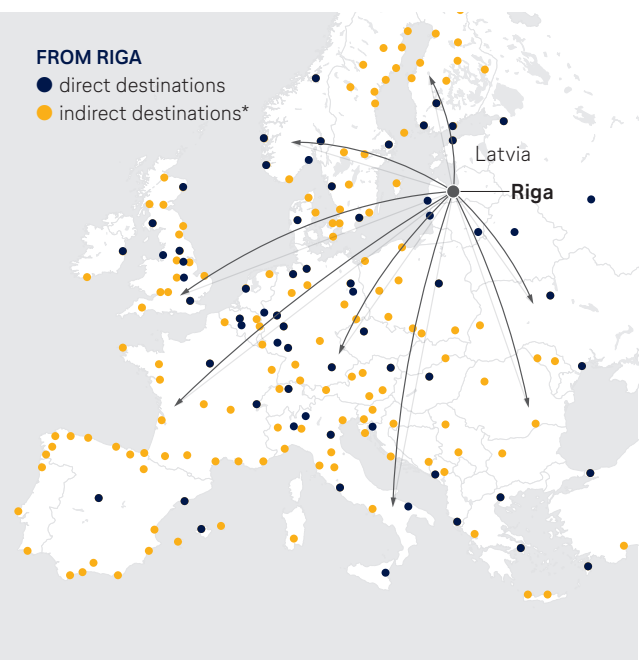 FROM RIGA
direct destinations
indirect destinations*
Latvia
Riga